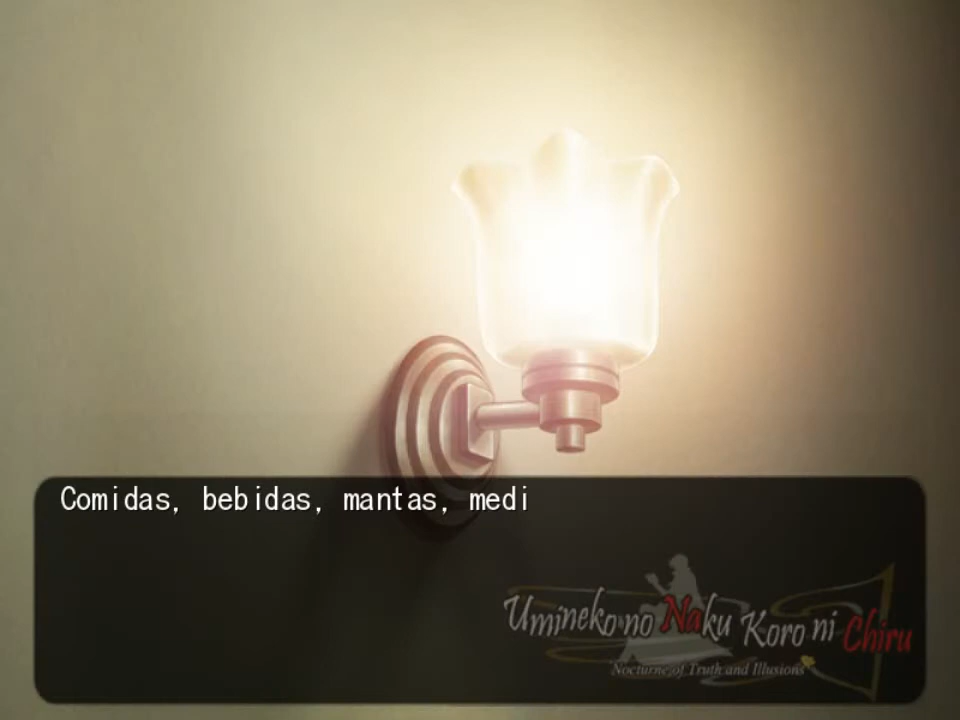 Comidas, bebidas, mantas, medi
Umineko no Naku Koro ni Chiru
Nocturne of Truth and Illusions